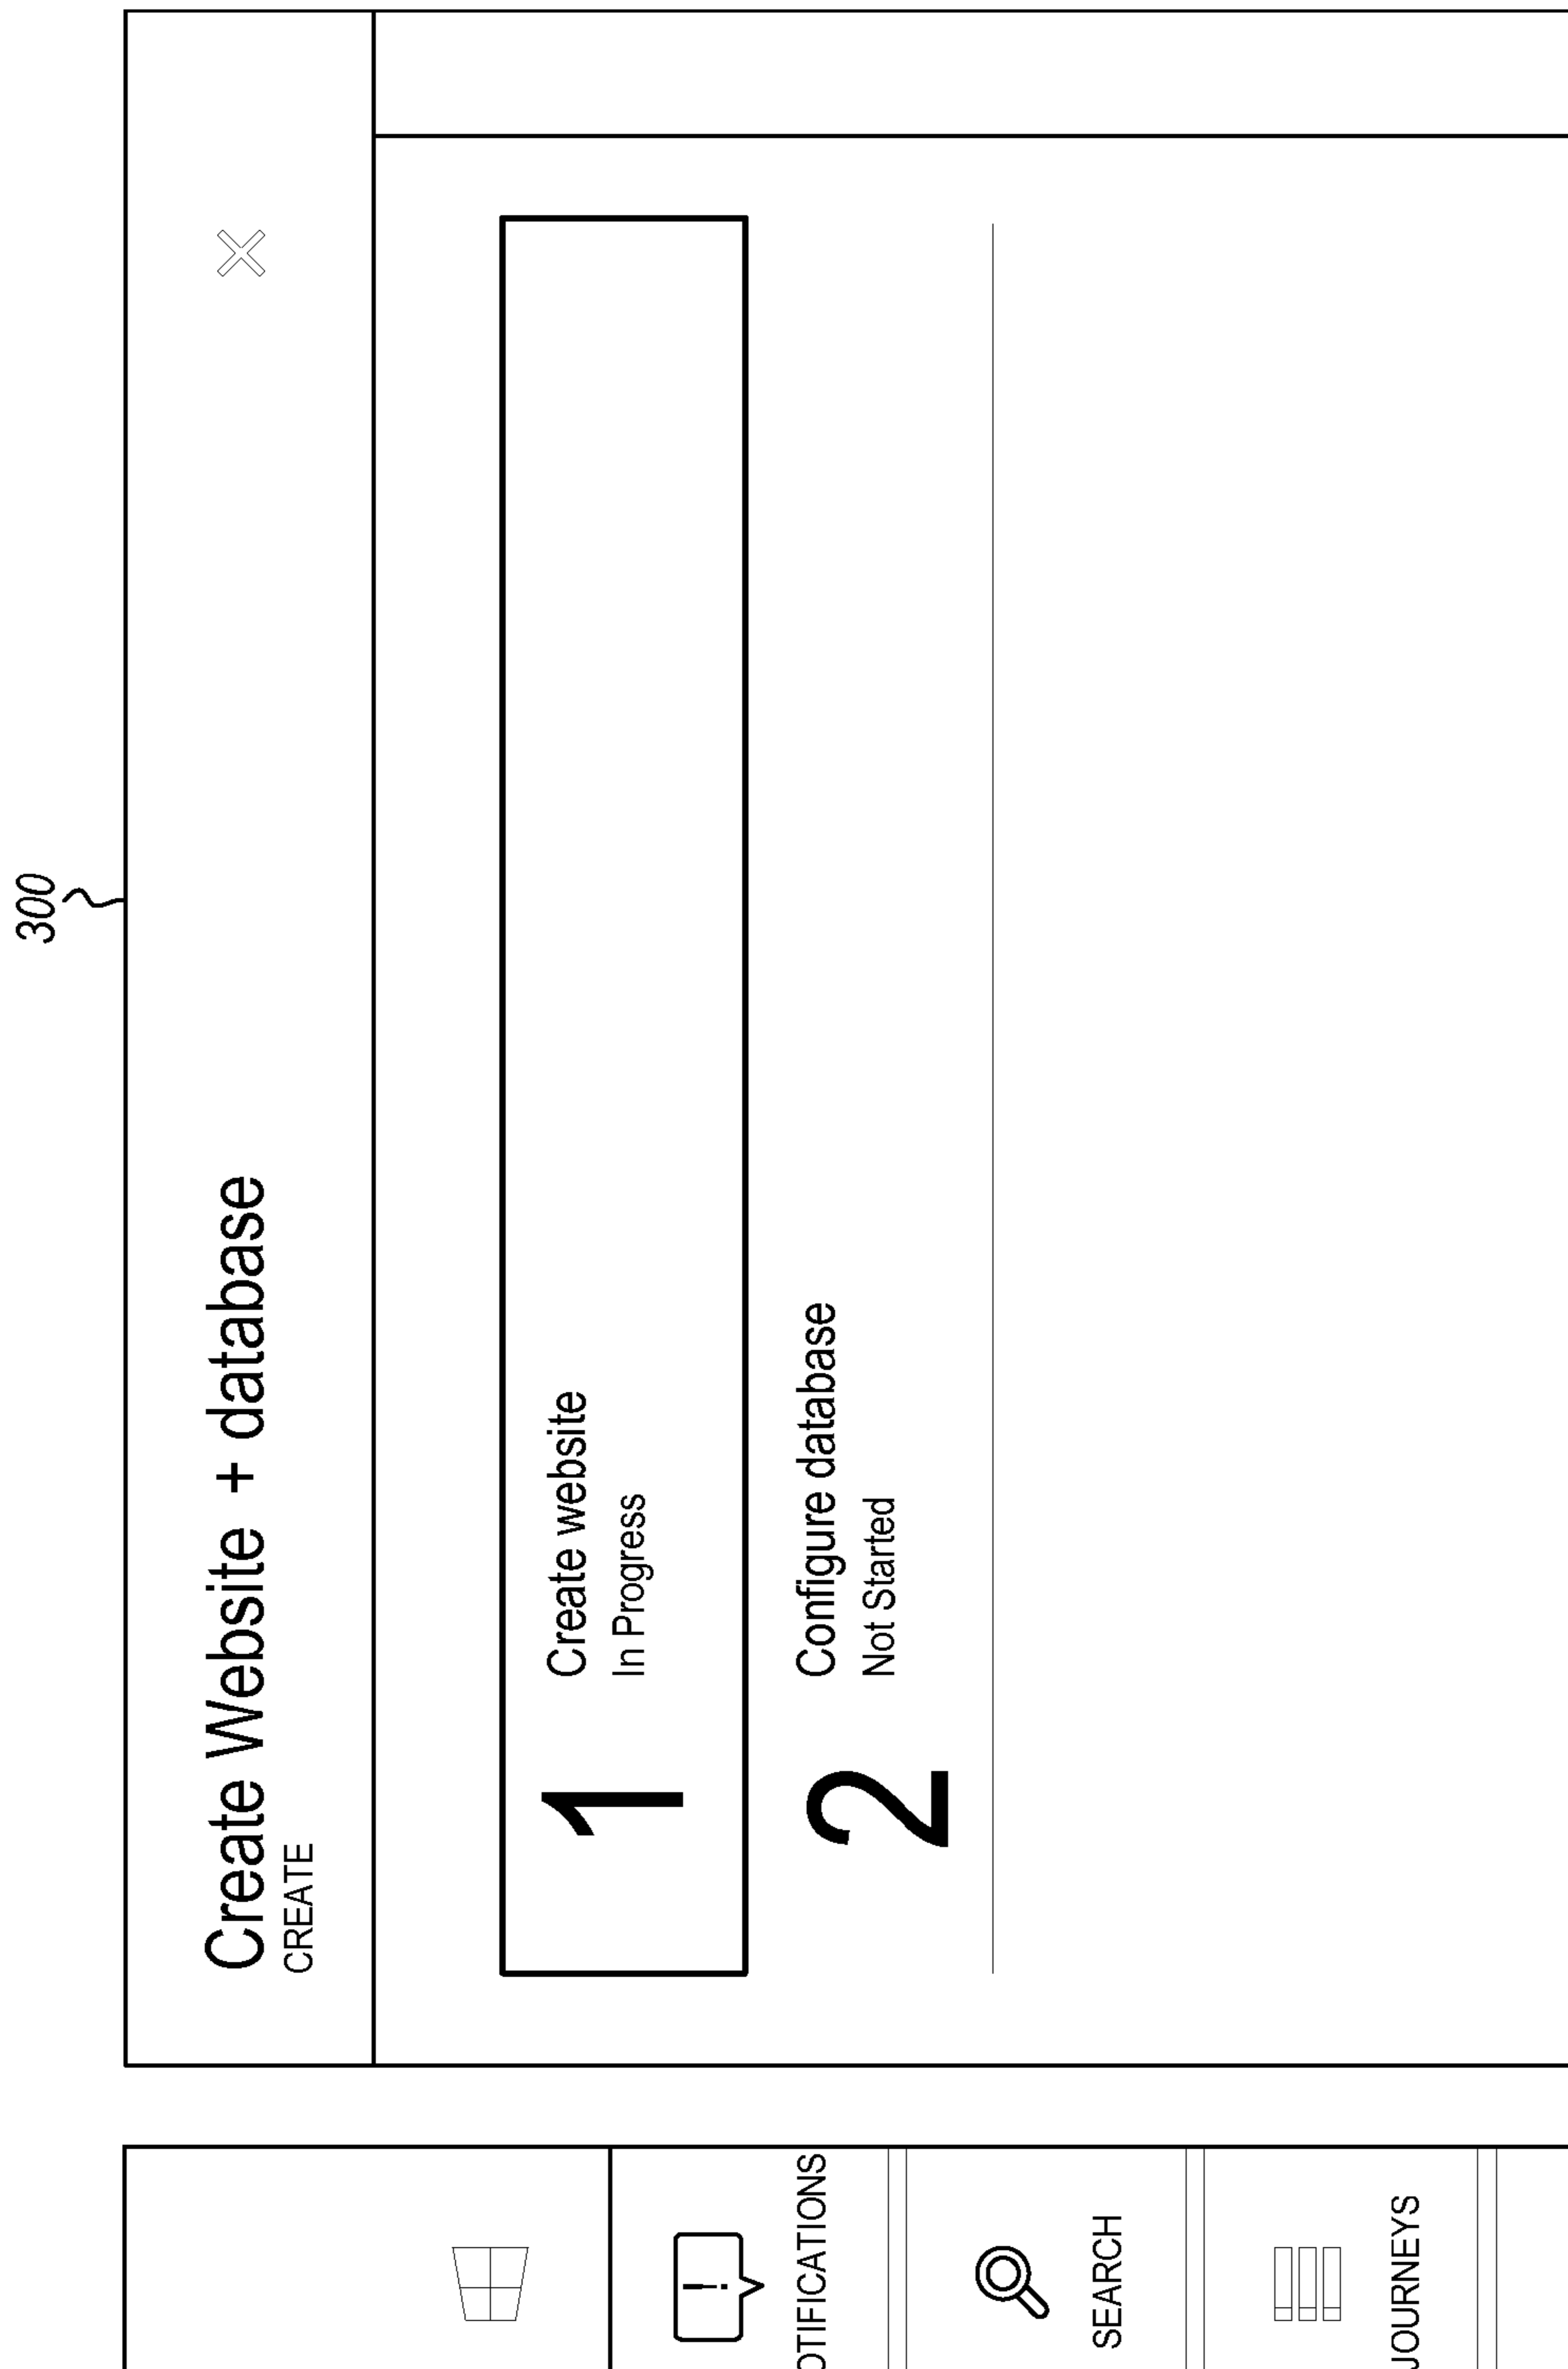 300
Create Website + database
CREATE
1
Create website
In Progress
2
Configure database
Not Started
!
OTIFICATIONS
SEARCH
JOURNEYS